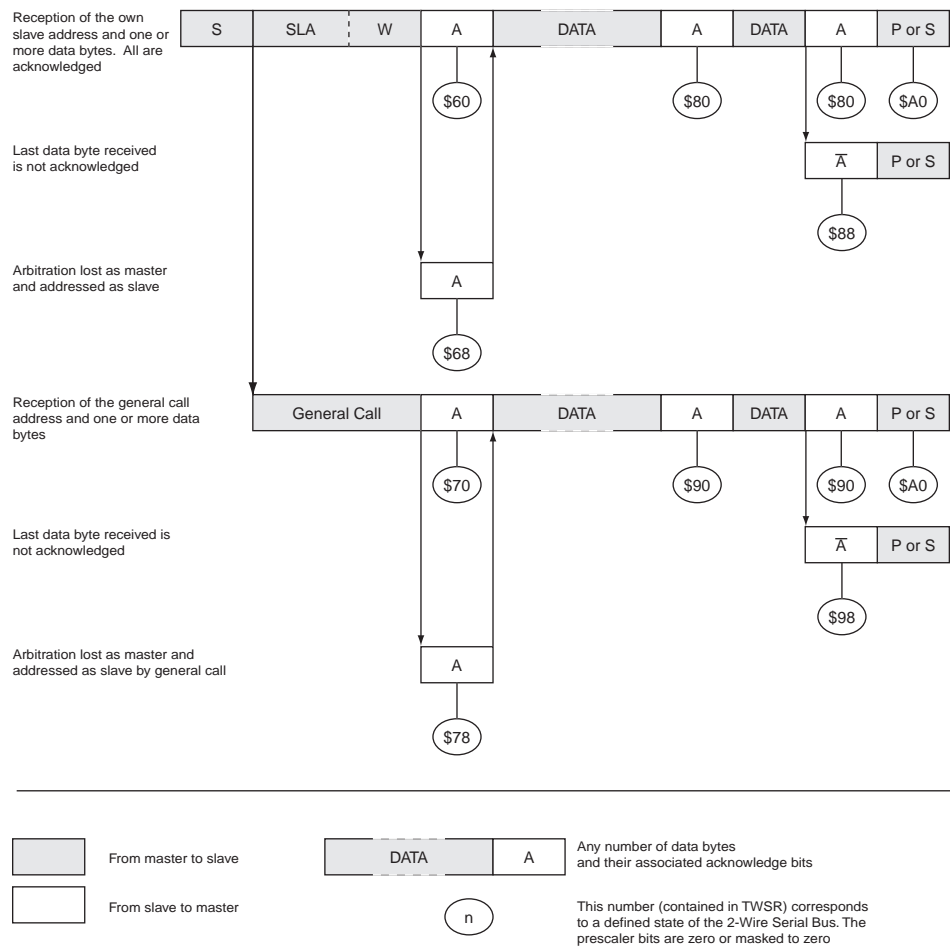 Reception of the own
slave address and one or
more data bytes. All are
acknowledged
S SLA W A DATA A DATA A P or S
$60 $80 $80 $A0
Last data byte received
is not acknowledged
A̅ P or S
$88
Arbitration lost as master
and addressed as slave
A
$68
Reception of the general call
address and one or more data
bytes
General Call A DATA A DATA A P or S
$70 $90 $90 $A0
Last data byte received is
not acknowledged
A̅ P or S
$98
Arbitration lost as master and
addressed as slave by general call
A
$78
From master to slave
DATA A
Any number of data bytes
and their associated acknowledge bits
From slave to master
n
This number (contained in TWSR) corresponds
to a defined state of the 2-Wire Serial Bus. The
prescaler bits are zero or masked to zero